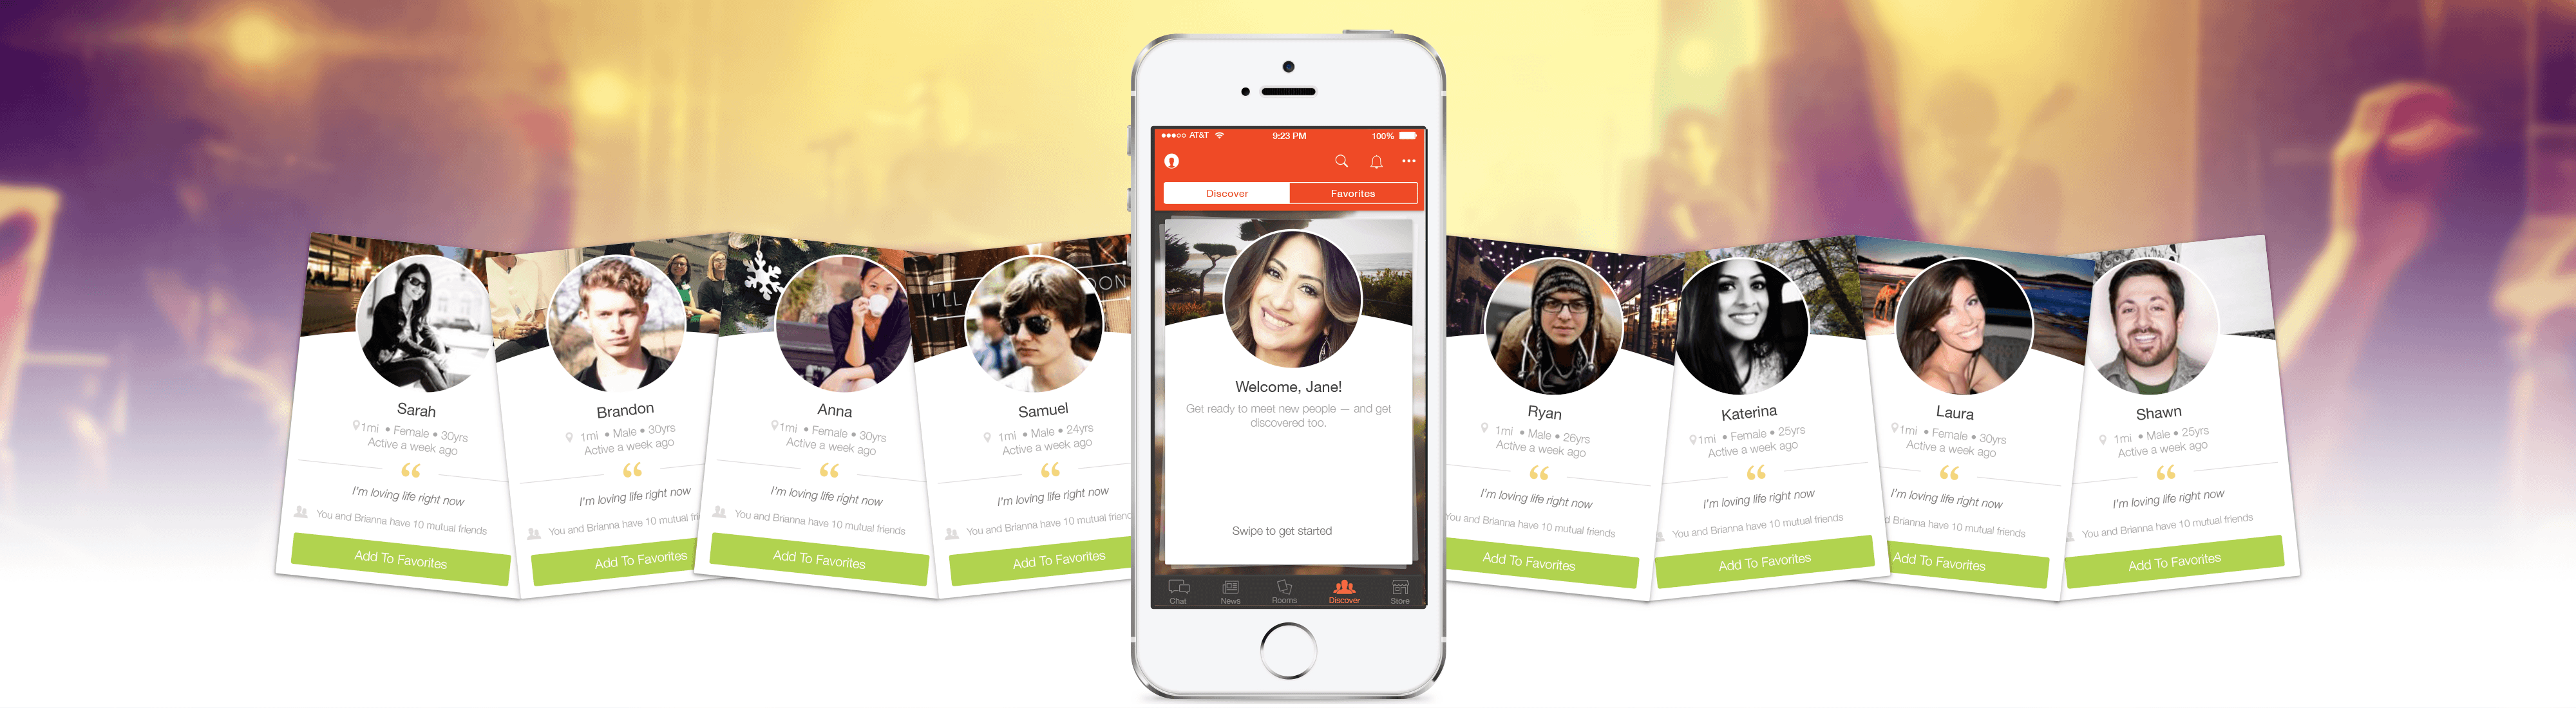 Sarah
1mi • Female • 30yrs
Active a week ago
I'm loving life right now
You and Brianna have 10 mutual friends
Add To Favorites
Brandon
1mi • Male • 30yrs
Active a week ago
I'm loving life right now
You and Brianna have 10 mutual
Add To Favorites
Anna
1mi • Female • 30yrs
Active a week ago
I'm loving life right now
You and Brianna have 10 mutual friends
Add To Favorites
I'LL
Samuel
1mi • Male • 24yrs
Active a week ago
I'm loving life right now
You and Brianna have 10 mutual
Add To Favorites
AT&T 9:23 PM 100%
Discover Favorites
Welcome, Jane!
Get ready to meet new people — and get
discovered too.
Swipe to get started
Chat News Rooms Discover Store
Ryan
1mi • Male • 26yrs
Active a week ago
I'm loving life right now
You and Brianna have 10 mutual friends
Add To Favorites
Katerina
1mi • Female • 25yrs
Active a week ago
I'm loving life right now
You and Brianna have 10 mutual friends
Add To Favorites
Laura
1mi • Female • 30yrs
Active a week ago
I'm loving life right now
Brianna have 10 mutual friends
Add To Favorites
Shawn
1mi • Male • 25yrs
Active a week ago
I'm loving life right now
You and Brianna have 10 mutual friends
Add To Favorites